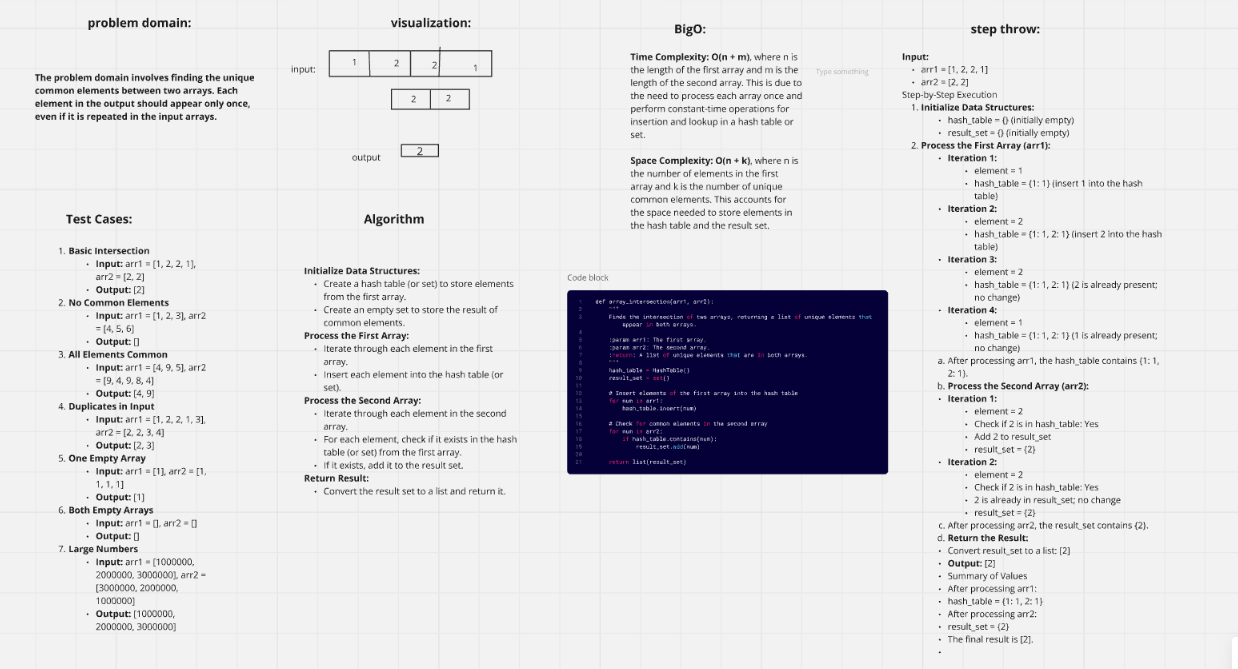 problem domain:
The problem domain involves finding the unique
common elements between two arrays. Each
element in the output should appear only once,
even if it is repeated in the input arrays.
visualization:
input:
1 2 2 1
2 2
output
2
Test Cases:
1. Basic Intersection
• Input: arr1 = [1, 2, 2, 1],
arr2 = [2, 2]
• Output: [2]
2. No Common Elements
• Input: arr1 = [1, 2, 3], arr2
= [4, 5, 6]
• Output: []
3. All Elements Common
• Input: arr1 = [4, 9, 5], arr2
= [9, 4, 9, 8, 4]
• Output: [4, 9]
4. Duplicates in Input
• Input: arr1 = [1, 2, 2, 1, 3],
arr2 = [2, 2, 3, 4]
• Output: [2, 3]
5. One Empty Array
• Input: arr1 = [1], arr2 = [1,
1, 1, 1]
• Output: [1]
6. Both Empty Arrays
• Input: arr1 = [], arr2 = []
• Output: []
7. Large Numbers
• Input: arr1 = [1000000,
2000000, 3000000], arr2 =
[3000000, 2000000,
1000000]
• Output: [1000000,
2000000, 3000000]
Algorithm
Initialize Data Structures:
• Create a hash table (or set) to store elements
from the first array.
• Create an empty set to store the result of
common elements.
Process the First Array:
• Iterate through each element in the first
array.
• Insert each element into the hash table (or
set).
Process the Second Array:
• Iterate through each element in the second
array.
• For each element, check if it exists in the hash
table (or set) from the first array.
• If it exists, add it to the result set.
Return Result:
• Convert the result set to a list and return it.
BigO:
Time Complexity: O(n + m), where n is
the length of the first array and m is the
length of the second array. This is due to
the need to process each array once and
perform constant-time operations for
insertion and lookup in a hash table or
set.
Space Complexity: O(n + k), where n is
the number of elements in the first
array and k is the number of unique
common elements. This accounts for
the space needed to store elements in
the hash table and the result set.
Type something
Code block
1 def array_intersection(arr1, arr2):
2 """
3 Finds the intersection of two arrays, returning a list of unique elements that
appear in both arrays.
4
5 :param arr1: The first array.
6 :param arr2: The second array.
7 :return: A list of unique elements that are in both arrays.
8 """
9 hash_table = HashTable()
10 result_set = set()
11
12 # Insert elements of the first array into the hash table
13 for num in arr1:
14 hash_table.insert(num)
15
16 # Check for common elements in the second array
17 for num in arr2:
18 if hash_table.contains(num):
19 result_set.add(num)
20
21 return list(result_set)
step throw:
Input:
• arr1 = [1, 2, 2, 1]
• arr2 = [2, 2]
Step-by-Step Execution
1. Initialize Data Structures:
• hash_table = {} (initially empty)
• result_set = {} (initially empty)
2. Process the First Array (arr1):
• Iteration 1:
• element = 1
• hash_table = {1: 1} (insert 1 into the hash
table)
• Iteration 2:
• element = 2
• hash_table = {1: 1, 2: 1} (insert 2 into the hash
table)
• Iteration 3:
• element = 2
• hash_table = {1: 1, 2: 1} (2 is already present;
no change)
• Iteration 4:
• element = 1
• hash_table = {1: 1, 2: 1} (1 is already present;
no change)
a. After processing arr1, the hash_table contains {1: 1,
2: 1}.
b. Process the Second Array (arr2):
• Iteration 1:
• element = 2
• Check if 2 is in hash_table: Yes
• Add 2 to result_set
• result_set = {2}
• Iteration 2:
• element = 2
• Check if 2 is in hash_table: Yes
• 2 is already in result_set; no change
• result_set = {2}
c. After processing arr2, the result_set contains {2}.
d. Return the Result:
• Convert result_set to a list: [2]
• Output: [2]
• Summary of Values
• After processing arr1:
• hash_table = {1: 1, 2: 1}
• After processing arr2:
• result_set = {2}
• The final result is [2].
•